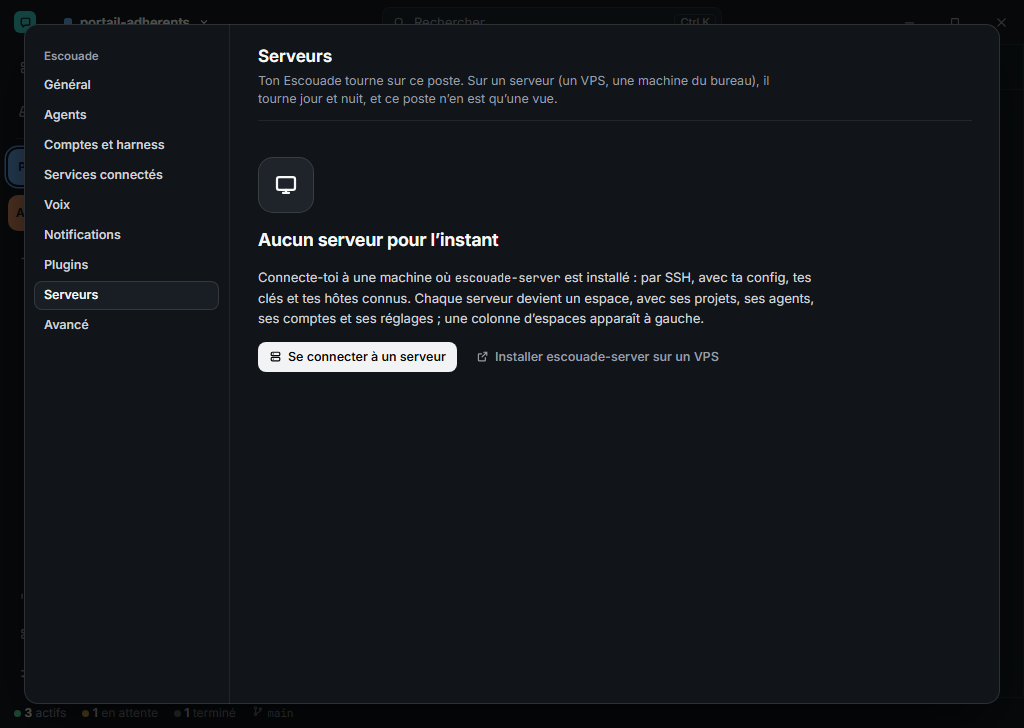 portail-adherents
Rechercher
Ctrl K
Escouade
Général
Agents
Comptes et harness
Services connectés
Voix
Notifications
Plugins
Serveurs
Avancé
Serveurs
Ton Escouade tourne sur ce poste. Sur un serveur (un VPS, une machine du bureau), il
tourne jour et nuit, et ce poste n’en est qu’une vue.
Aucun serveur pour l’instant
Connecte-toi à une machine où escouade-server est installé : par SSH, avec ta config, tes
clés et tes hôtes connus. Chaque serveur devient un espace, avec ses projets, ses agents,
ses comptes et ses réglages ; une colonne d’espaces apparaît à gauche.
Se connecter à un serveur
Installer escouade-server sur un VPS
3 actifs
1 en attente
1 terminé
main